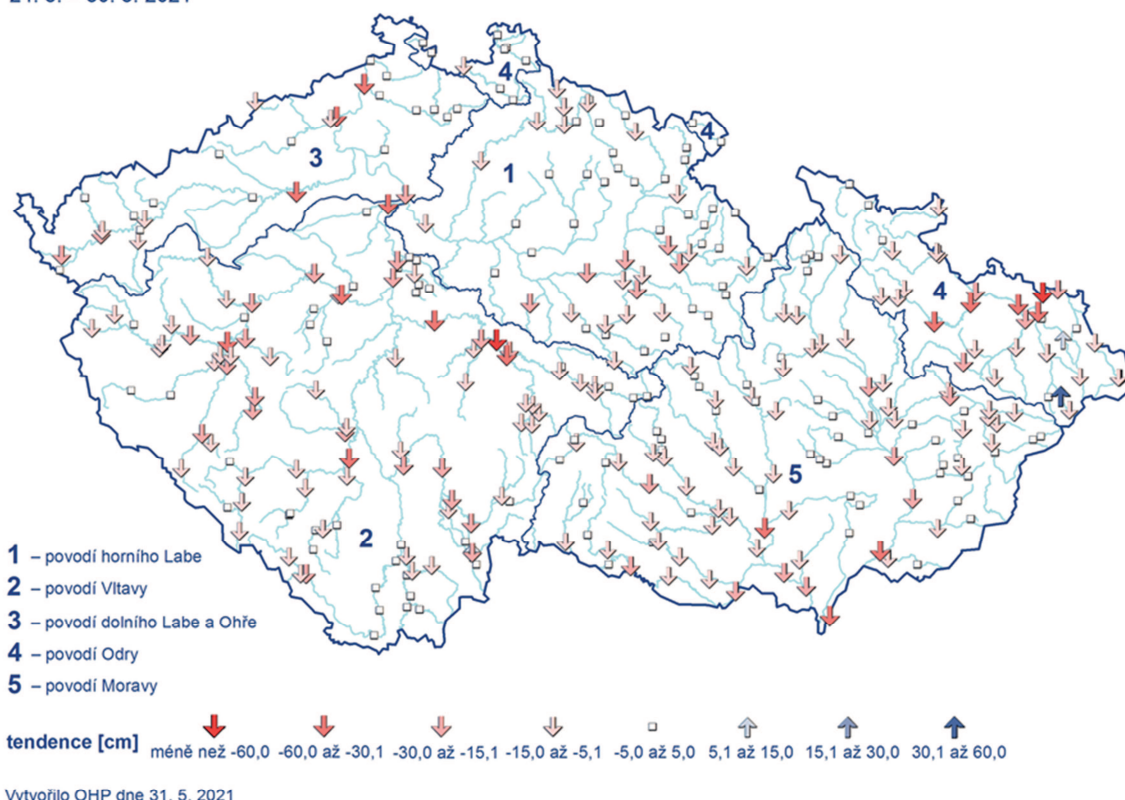 4
4
3
1
4
5
2
1 – povodí horního Labe
2 – povodí Vltavy
3 – povodí dolního Labe a Ohře
4 – povodí Odry
5 – povodí Moravy
tendence [cm] méně než -60,0 -60,0 až -30,1 -30,0 až -15,1 -15,0 až -5,1 -5,0 až 5,0 5,1 až 15,0 15,1 až 30,0 30,1 až 60,0
Vytvořilo OHP dne 31. 5. 2021